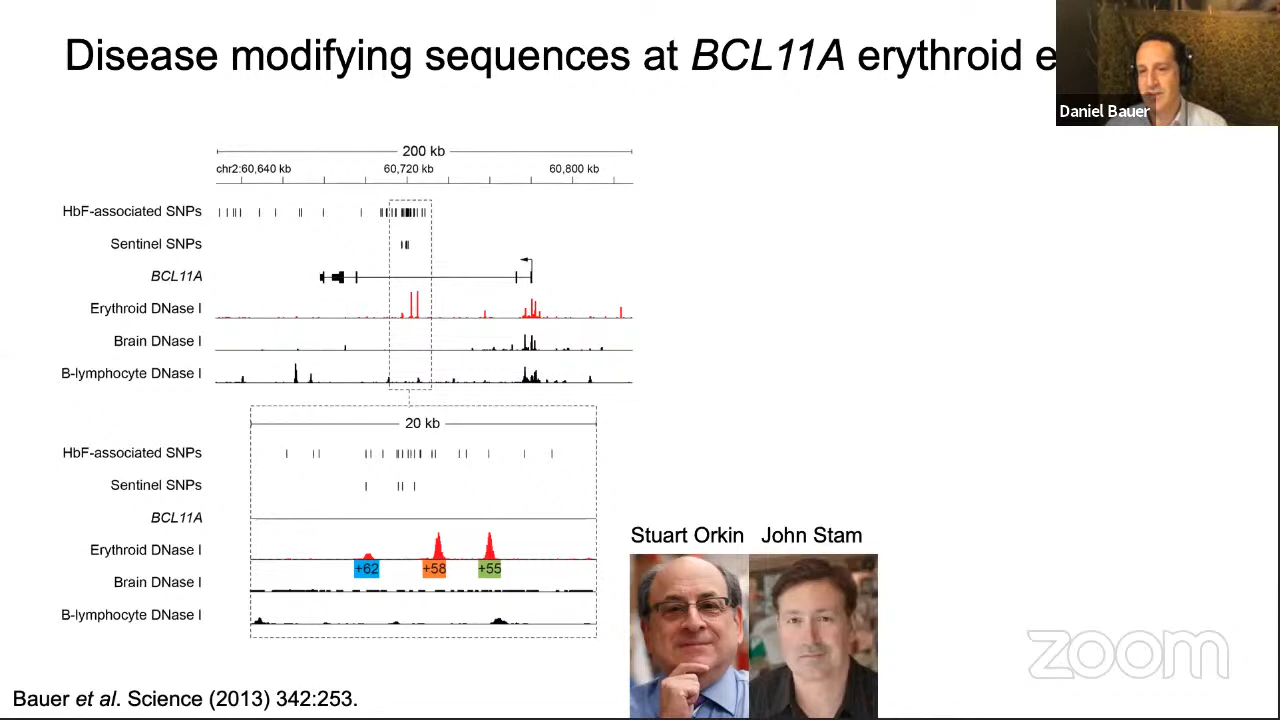 Disease modifying sequences at BCL11A erythroid e
Daniel Bauer
200 kb
chr2:60,640 kb 60,720 kb 60,800 kb
HbF-associated SNPs
Sentinel SNPs
BCL11A
Erythroid DNase I
Brain DNase I
B-lymphocyte DNase I
20 kb
HbF-associated SNPs
Sentinel SNPs
BCL11A
Erythroid DNase I
+62 +58 +55
Brain DNase I
B-lymphocyte DNase I
Stuart Orkin John Stam
zoom
Bauer et al. Science (2013) 342:253.